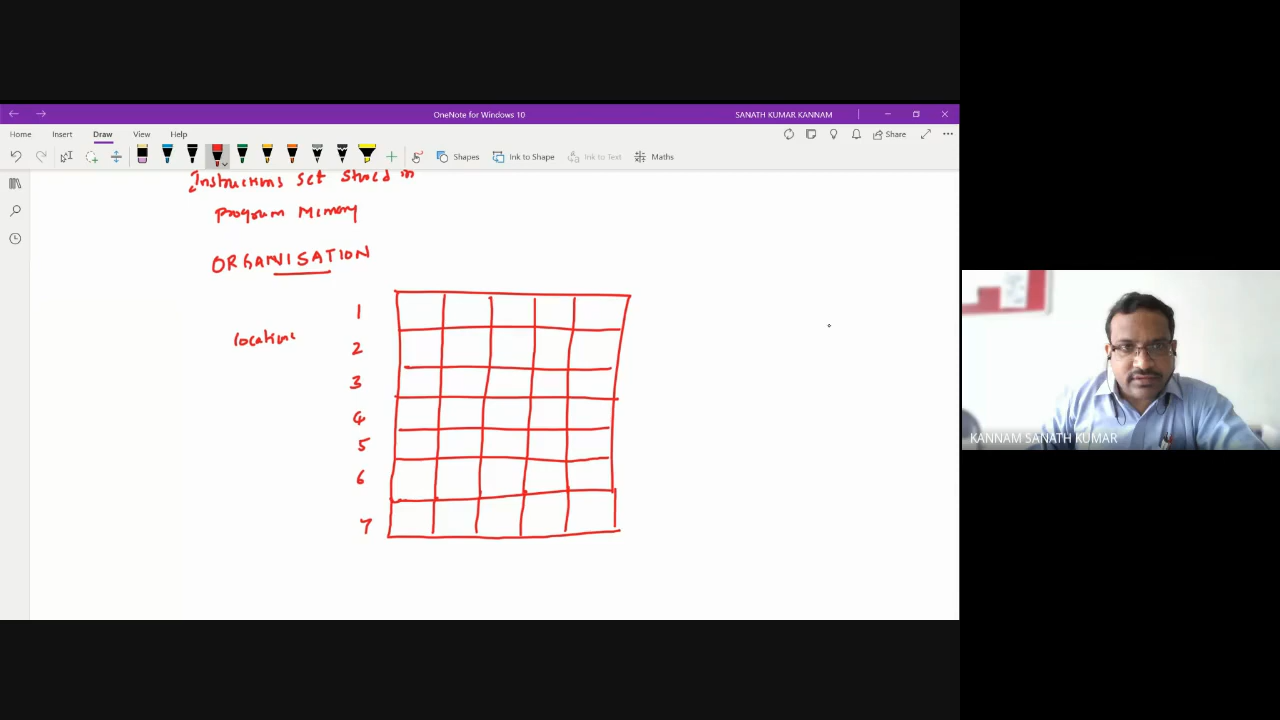 OneNote for Windows 10
SANATH KUMAR KANNAM
Home Insert Draw View Help
Share
Shapes Ink to Shape Ink to Text Maths
Instructions set stored in
program Memory
ORGANISATION
1
locations
2
3
4
5
6
7
KANNAM SANATH KUMAR